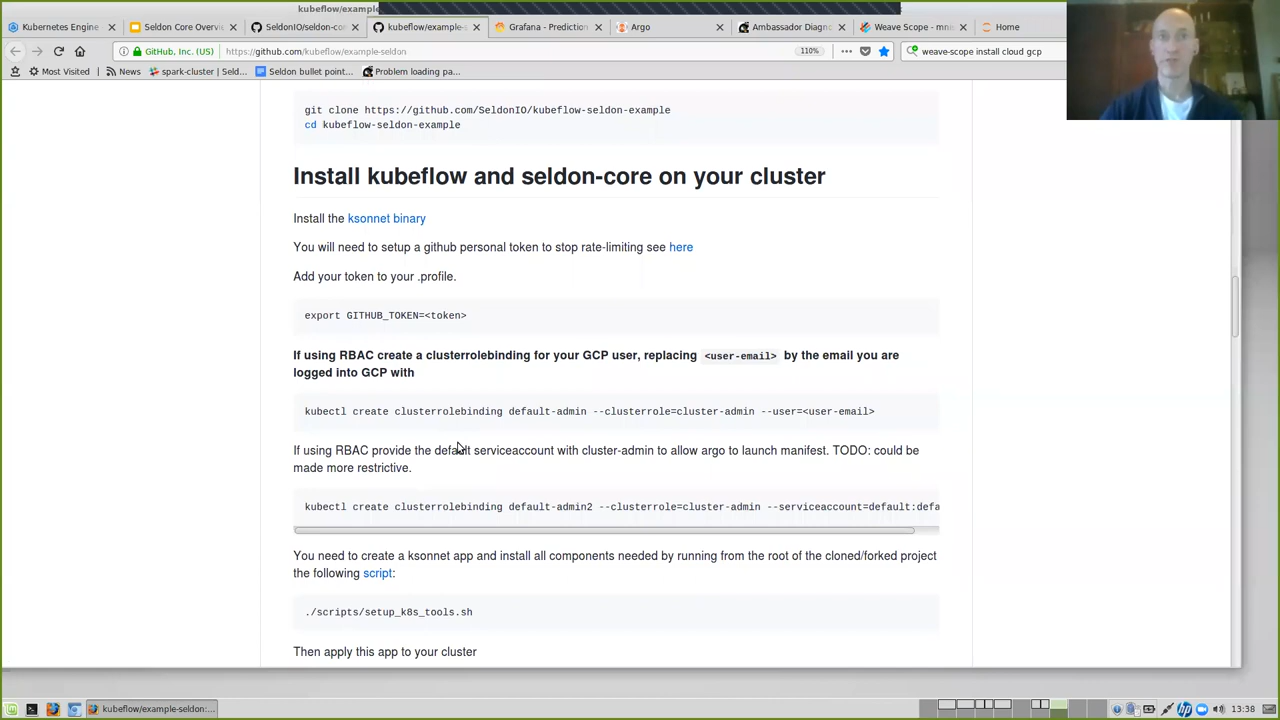 kubeflow/example
Kubernetes Engine
Seldon Core Overvi
SeldonIO/seldon-co
kubeflow/example-
Grafana - Prediction
Argo
Ambassador Diagno
Weave Scope - mn
Home
GitHub, Inc. (US)
https://github.com/kubeflow/example-seldon
110%
weave-scope install cloud gcp
Most Visited
News
spark-cluster | Seld...
Seldon bullet point...
Problem loading pa...
git clone https://github.com/SeldonIO/kubeflow-seldon-example
cd kubeflow-seldon-example
Install kubeflow and seldon-core on your cluster
Install the ksonnet binary
You will need to setup a github personal token to stop rate-limiting see here
Add your token to your .profile.
export GITHUB_TOKEN=<token>
If using RBAC create a clusterrolebinding for your GCP user, replacing <user-email> by the email you are
logged into GCP with
kubectl create clusterrolebinding default-admin --clusterrole=cluster-admin --user=<user-email>
If using RBAC provide the default serviceaccount with cluster-admin to allow argo to launch manifest. TODO: could be
made more restrictive.
kubectl create clusterrolebinding default-admin2 --clusterrole=cluster-admin --serviceaccount=default:defa
You need to create a ksonnet app and install all components needed by running from the root of the cloned/forked project
the following script:
./scripts/setup_k8s_tools.sh
Then apply this app to your cluster
kubeflow/example-seldon:...
13:38